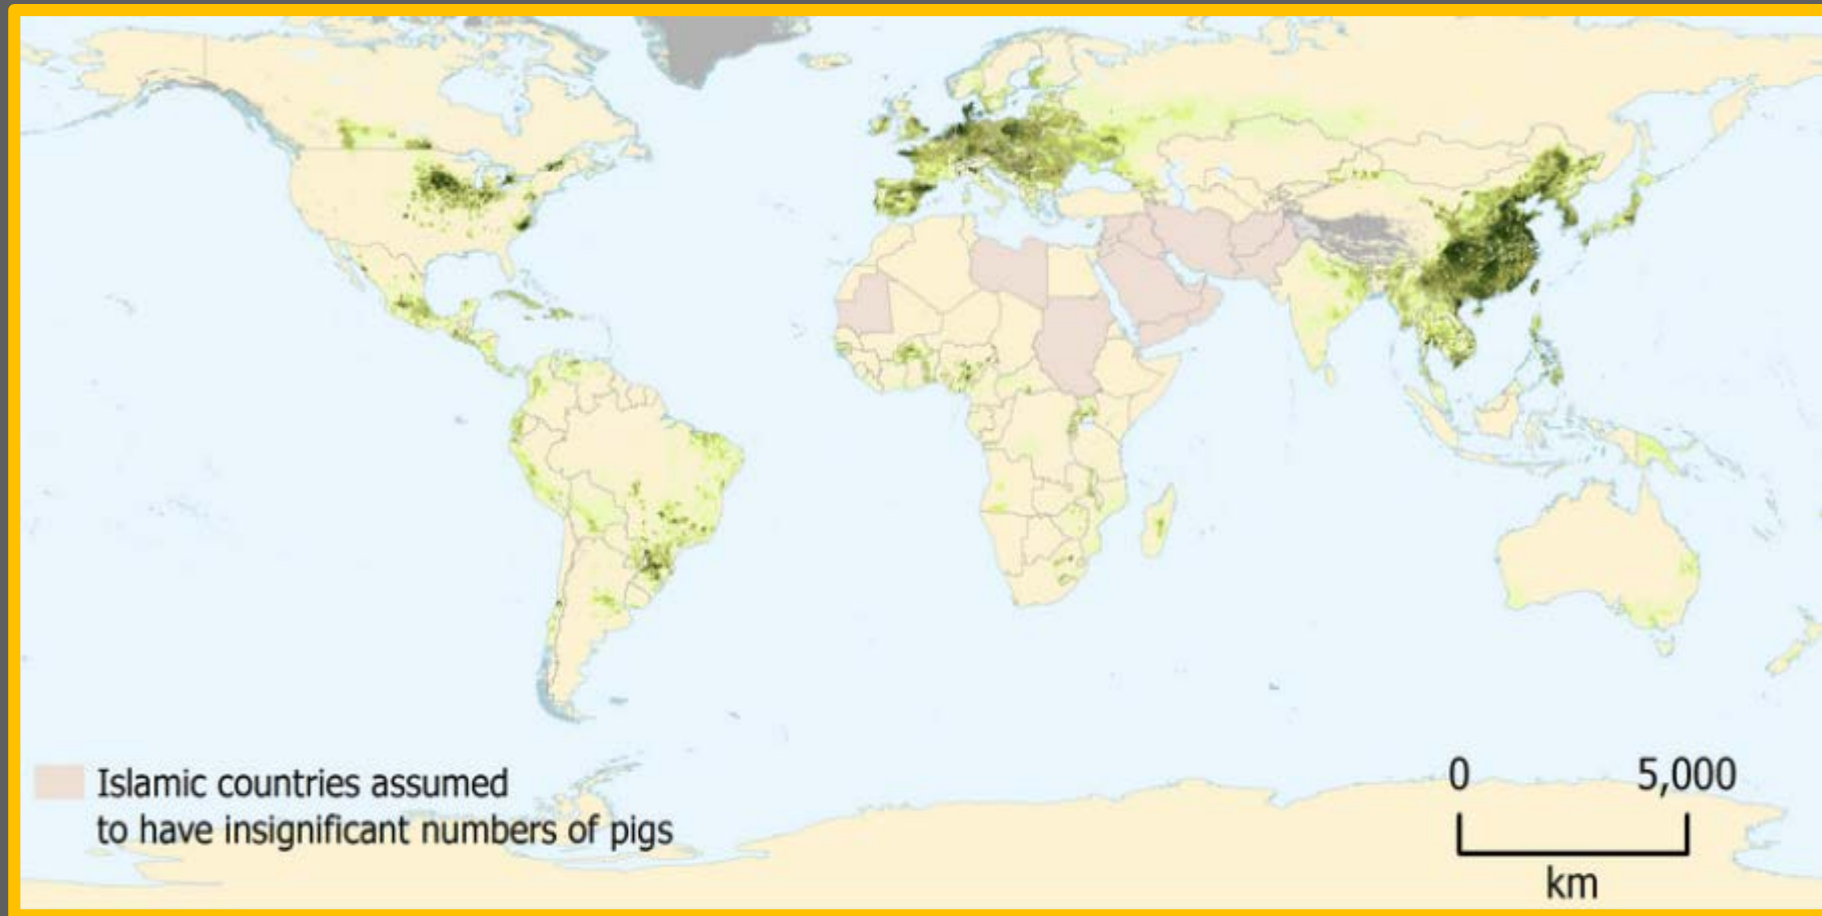 Islamic countries assumed
to have insignificant numbers of pigs
0 5,000
km